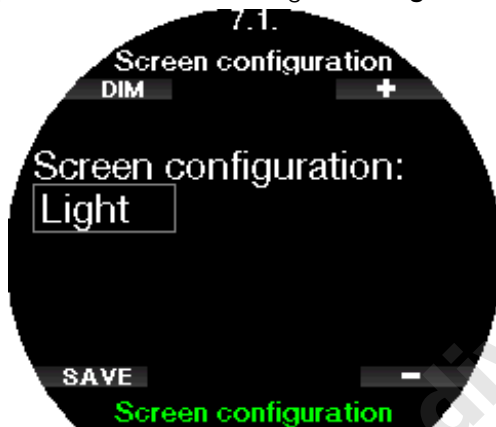 7.1.
Screen configuration
DIM +
Screen configuration:
Light
SAVE -
Screen configuration